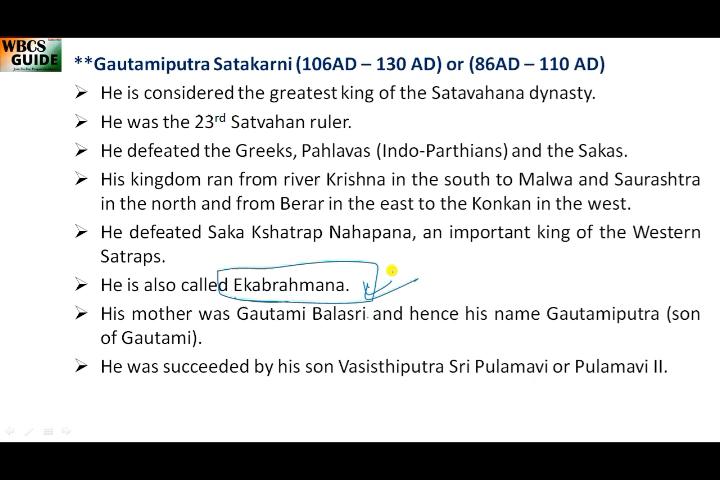 WBCS
GUIDE
**Gautamiputra Satakarni (106AD – 130 AD) or (86AD – 110 AD)
➢ He is considered the greatest king of the Satavahana dynasty.
➢ He was the 23rd Satvahan ruler.
➢ He defeated the Greeks, Pahlavas (Indo-Parthians) and the Sakas.
➢ His kingdom ran from river Krishna in the south to Malwa and Saurashtra
in the north and from Berar in the east to the Konkan in the west.
➢ He defeated Saka Kshatrap Nahapana, an important king of the Western
Satraps.
➢ He is also called Ekabrahmana.
➢ His mother was Gautami Balasri and hence his name Gautamiputra (son
of Gautami).
➢ He was succeeded by his son Vasisthiputra Sri Pulamavi or Pulamavi II.